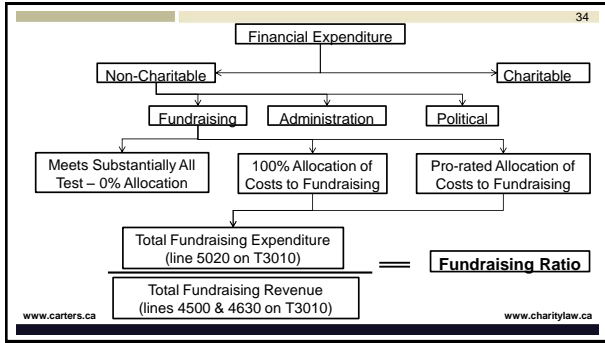 34
Financial Expenditure
Non-Charitable
Charitable
Fundraising
Administration
Political
Meets Substantially All
Test – 0% Allocation
100% Allocation of
Costs to Fundraising
Pro-rated Allocation of
Costs to Fundraising
Total Fundraising Expenditure
(line 5020 on T3010)
=
Fundraising Ratio
Total Fundraising Revenue
(lines 4500 & 4630 on T3010)
www.carters.ca
www.charitylaw.ca